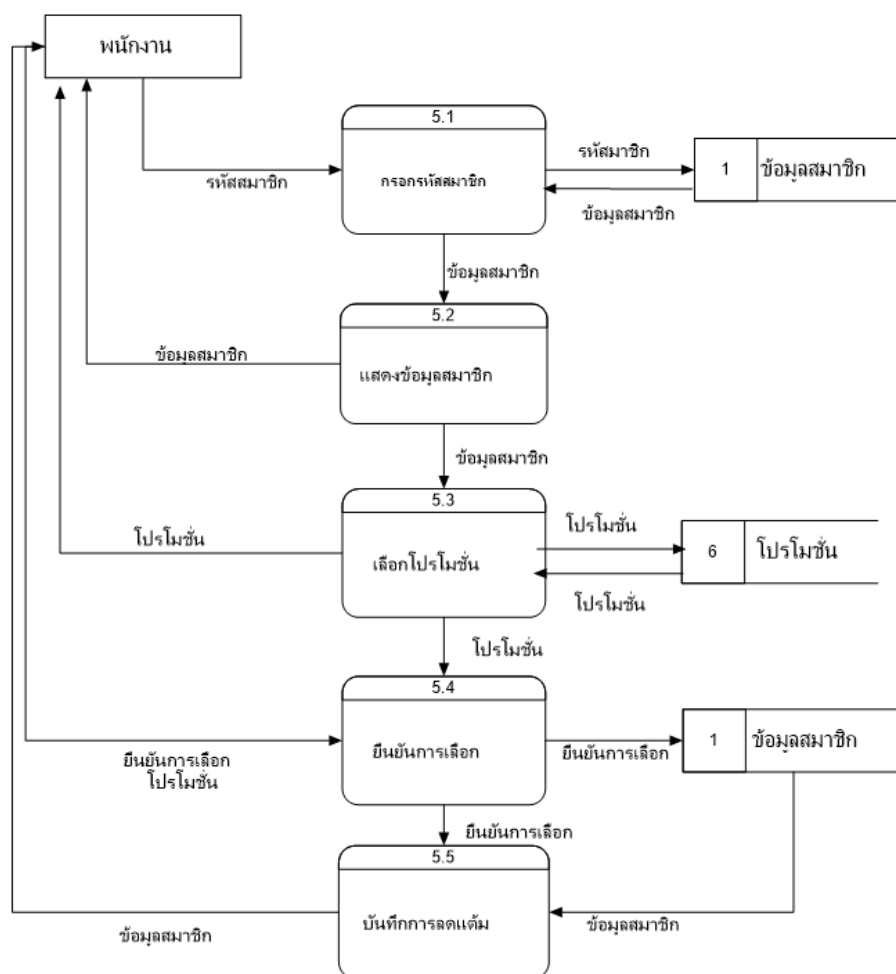 พนักงาน
5.1
กรอกรหัสสมาชิก
รหัสสมาชิก
รหัสมาชิก
1
ข้อมูลสมาชิก
ข้อมูลสมาชิก
ข้อมูลสมาชิก
5.2
แสดงข้อมูลสมาชิก
ข้อมูลสมาชิก
ข้อมูลสมาชิก
5.3
เลือกโปรโมชั่น
โปรโมชั่น
โปรโมชั่น
6
โปรโมชั่น
โปรโมชั่น
โปรโมชั่น
5.4
ยืนยันการเลือก
ยืนยันการเลือก
โปรโมชั่น
ยืนยันการเลือก
1
ข้อมูลสมาชิก
ยืนยันการเลือก
5.5
บันทึกการลดแต้ม
ข้อมูลสมาชิก
ข้อมูลสมาชิก